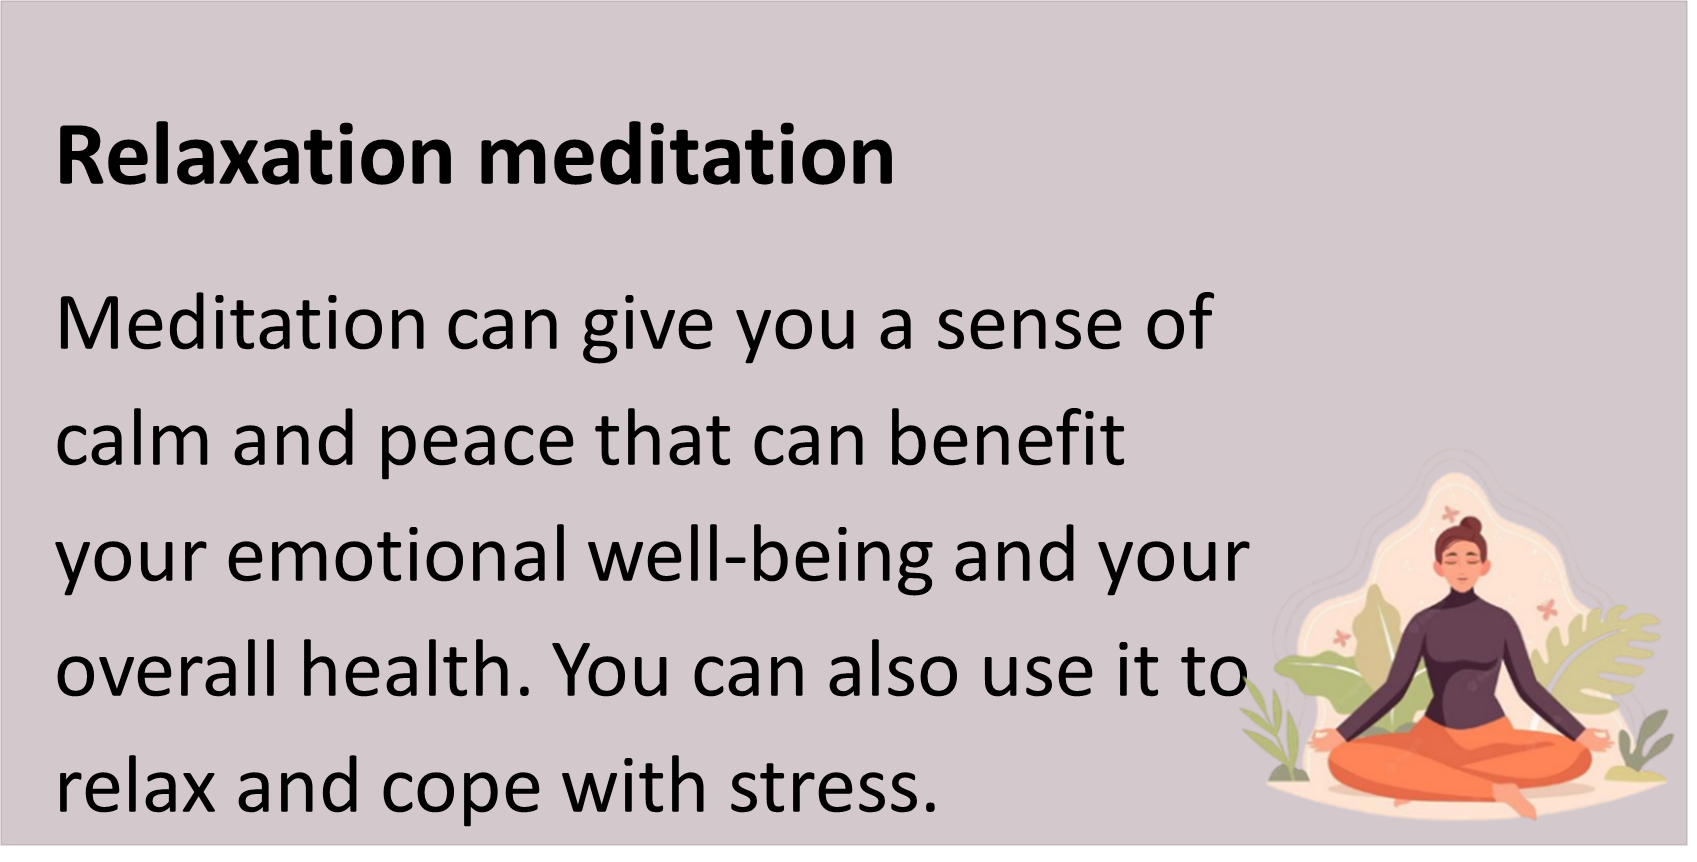 Relaxation meditation
Meditation can give you a sense of
calm and peace that can benefit
your emotional well-being and your
overall health. You can also use it to
relax and cope with stress.